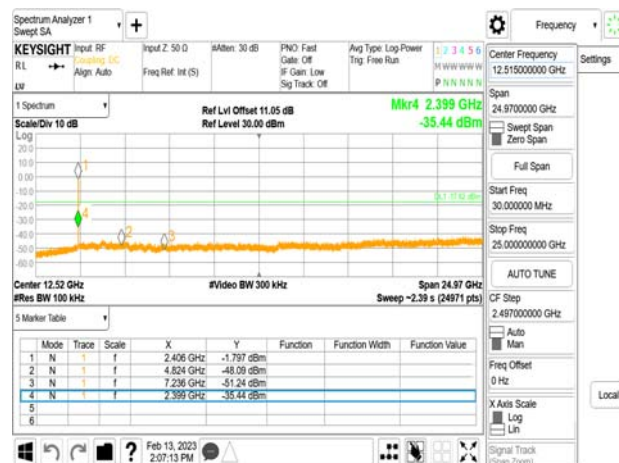 Spectrum Analyzer 1
Swept SA
Frequency
KEYSIGHT
Input: RF
Coupling: DC
Align: Auto
Input Z: 50 Ω
Freq Ref: Int (S)
#Atten: 30 dB
PNO: Fast
Gate: Off
IF Gain: Low
Sig Track: Off
Avg Type: Log-Power
Trig: Free Run
1 2 3 4 5 6
M W W W W W
P N N N N N
RL
Settings
Center Frequency
12.515000000 GHz
Span
24.9700000 GHz
Swept Span
Zero Span
Full Span
Start Freq
30.000000 MHz
Stop Freq
25.000000000 GHz
AUTO TUNE
CF Step
2.497000000 GHz
Auto
Man
Freq Offset
0 Hz
X Axis Scale
Log
Lin
Signal Track
(Span Zoom)
Local
1 Spectrum
Scale/Div 10 dB
Log
Ref Lvl Offset 11.05 dB
Ref Level 30.00 dBm
Mkr4 2.399 GHz
-35.44 dBm
20.0
10.0
0.00
-10.0
-20.0
-30.0
-40.0
-50.0
-60.0
1
4
2
3
Center 12.52 GHz
#Res BW 100 kHz
#Video BW 300 kHz
Span 24.97 GHz
Sweep ~2.39 s (24971 pts)
5 Marker Table
Mode Trace Scale X Y Function Function Width Function Value
1 N 1 f 2.406 GHz -1.797 dBm
2 N 1 f 4.824 GHz -48.09 dBm
3 N 1 f 7.236 GHz -51.24 dBm
4 N 1 f 2.399 GHz -35.44 dBm
5
6
?
Feb 13, 2023
2:07:13 PM